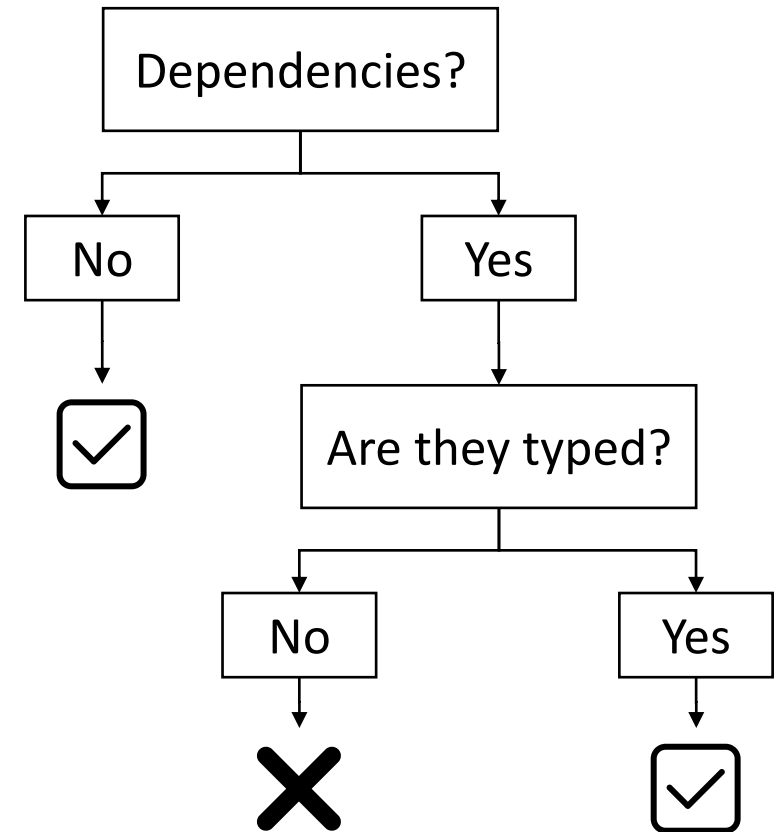 Dependencies?
No
Yes
Are they typed?
No
Yes